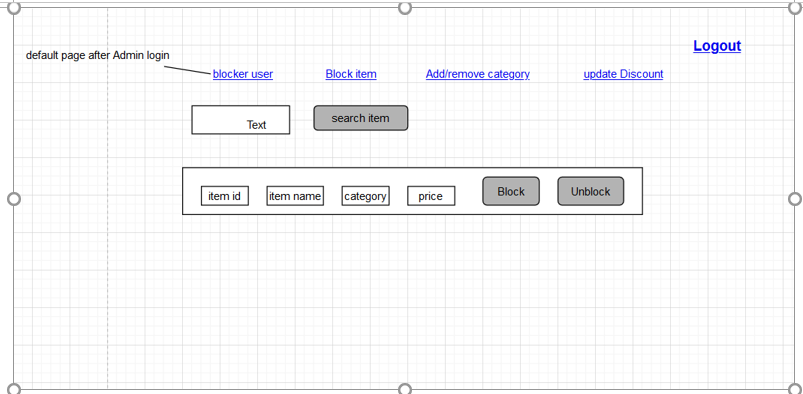 Logout
default page after Admin login
blocker user Block item Add/remove category update Discount
Text search item
item id item name category price Block Unblock